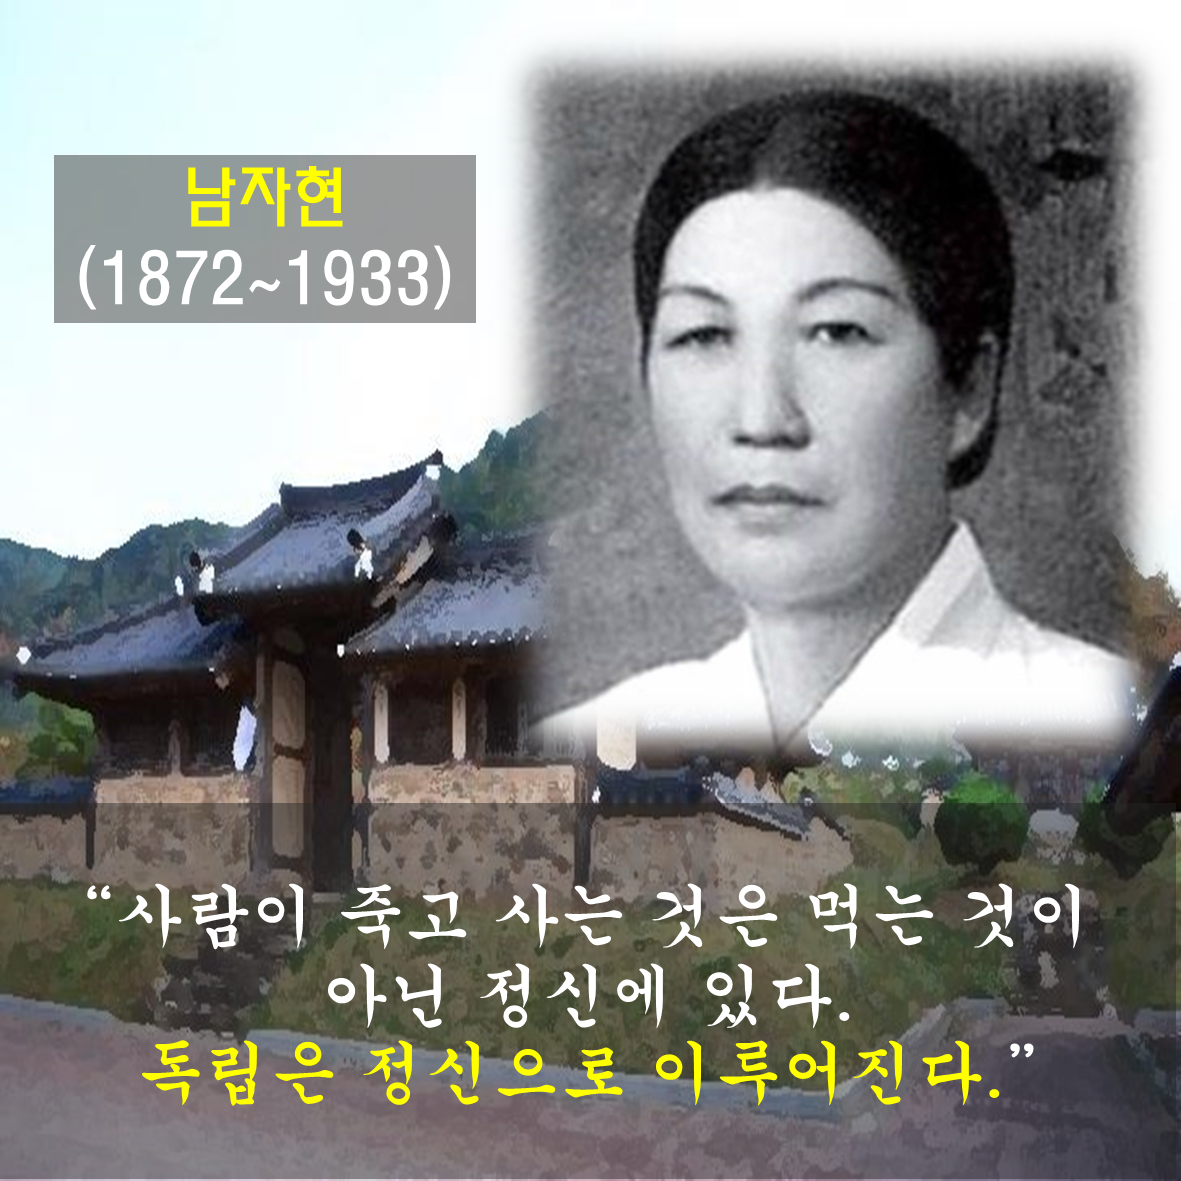 남자현
(1872~1933)
“사람이 죽고 사는 것은 먹는 것이
아닌 정신에 있다.
독립은 정신으로 이루어진다.”